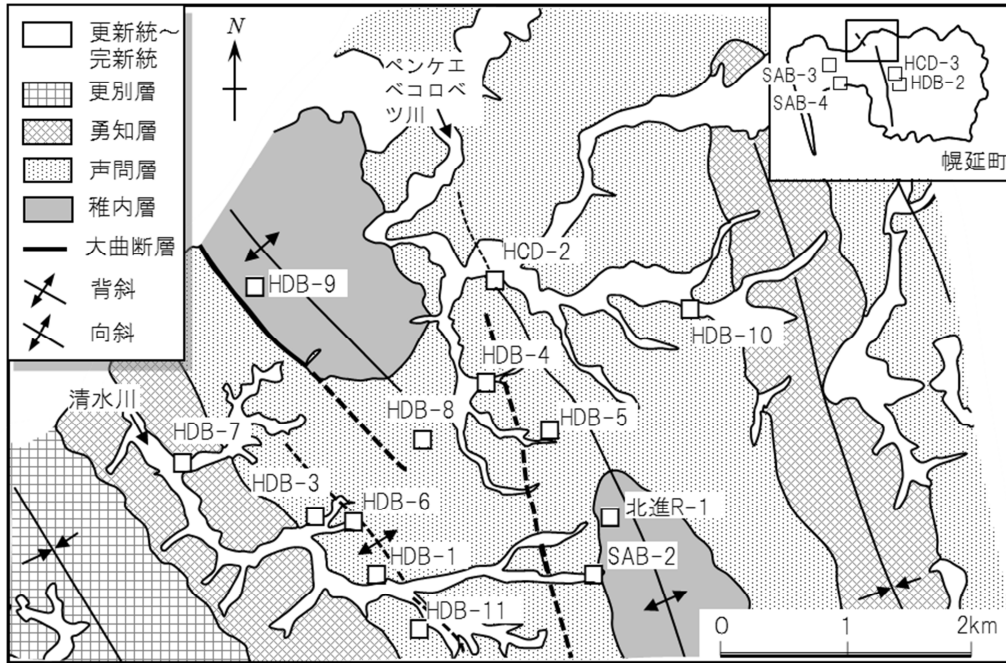 更新統～
完新統
更別層
勇知層
声問層
稚内層
大曲断層
背斜
向斜
N
ペンケエ
ベコロベ
ツ川
SAB-3
SAB-4
HCD-3
HDB-2
幌延町
HDB-9
HCD-2
HDB-10
HDB-4
HDB-8
HDB-5
清水川
HDB-7
HDB-3
HDB-6
北進R-1
HDB-1
SAB-2
HDB-11
0 1 2km